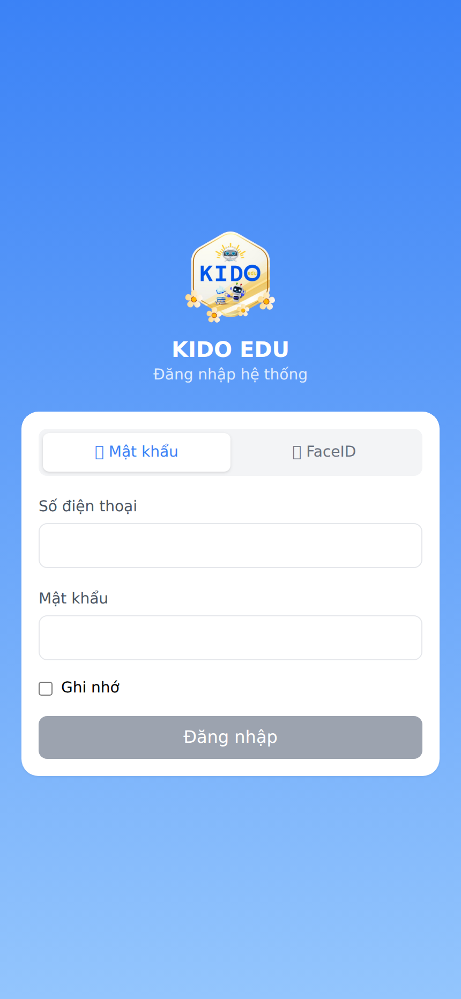 KIDO
edu
KIDO EDU
Đăng nhập hệ thống
Mật khẩu
FaceID
Số điện thoại
Mật khẩu
Ghi nhớ
Đăng nhập